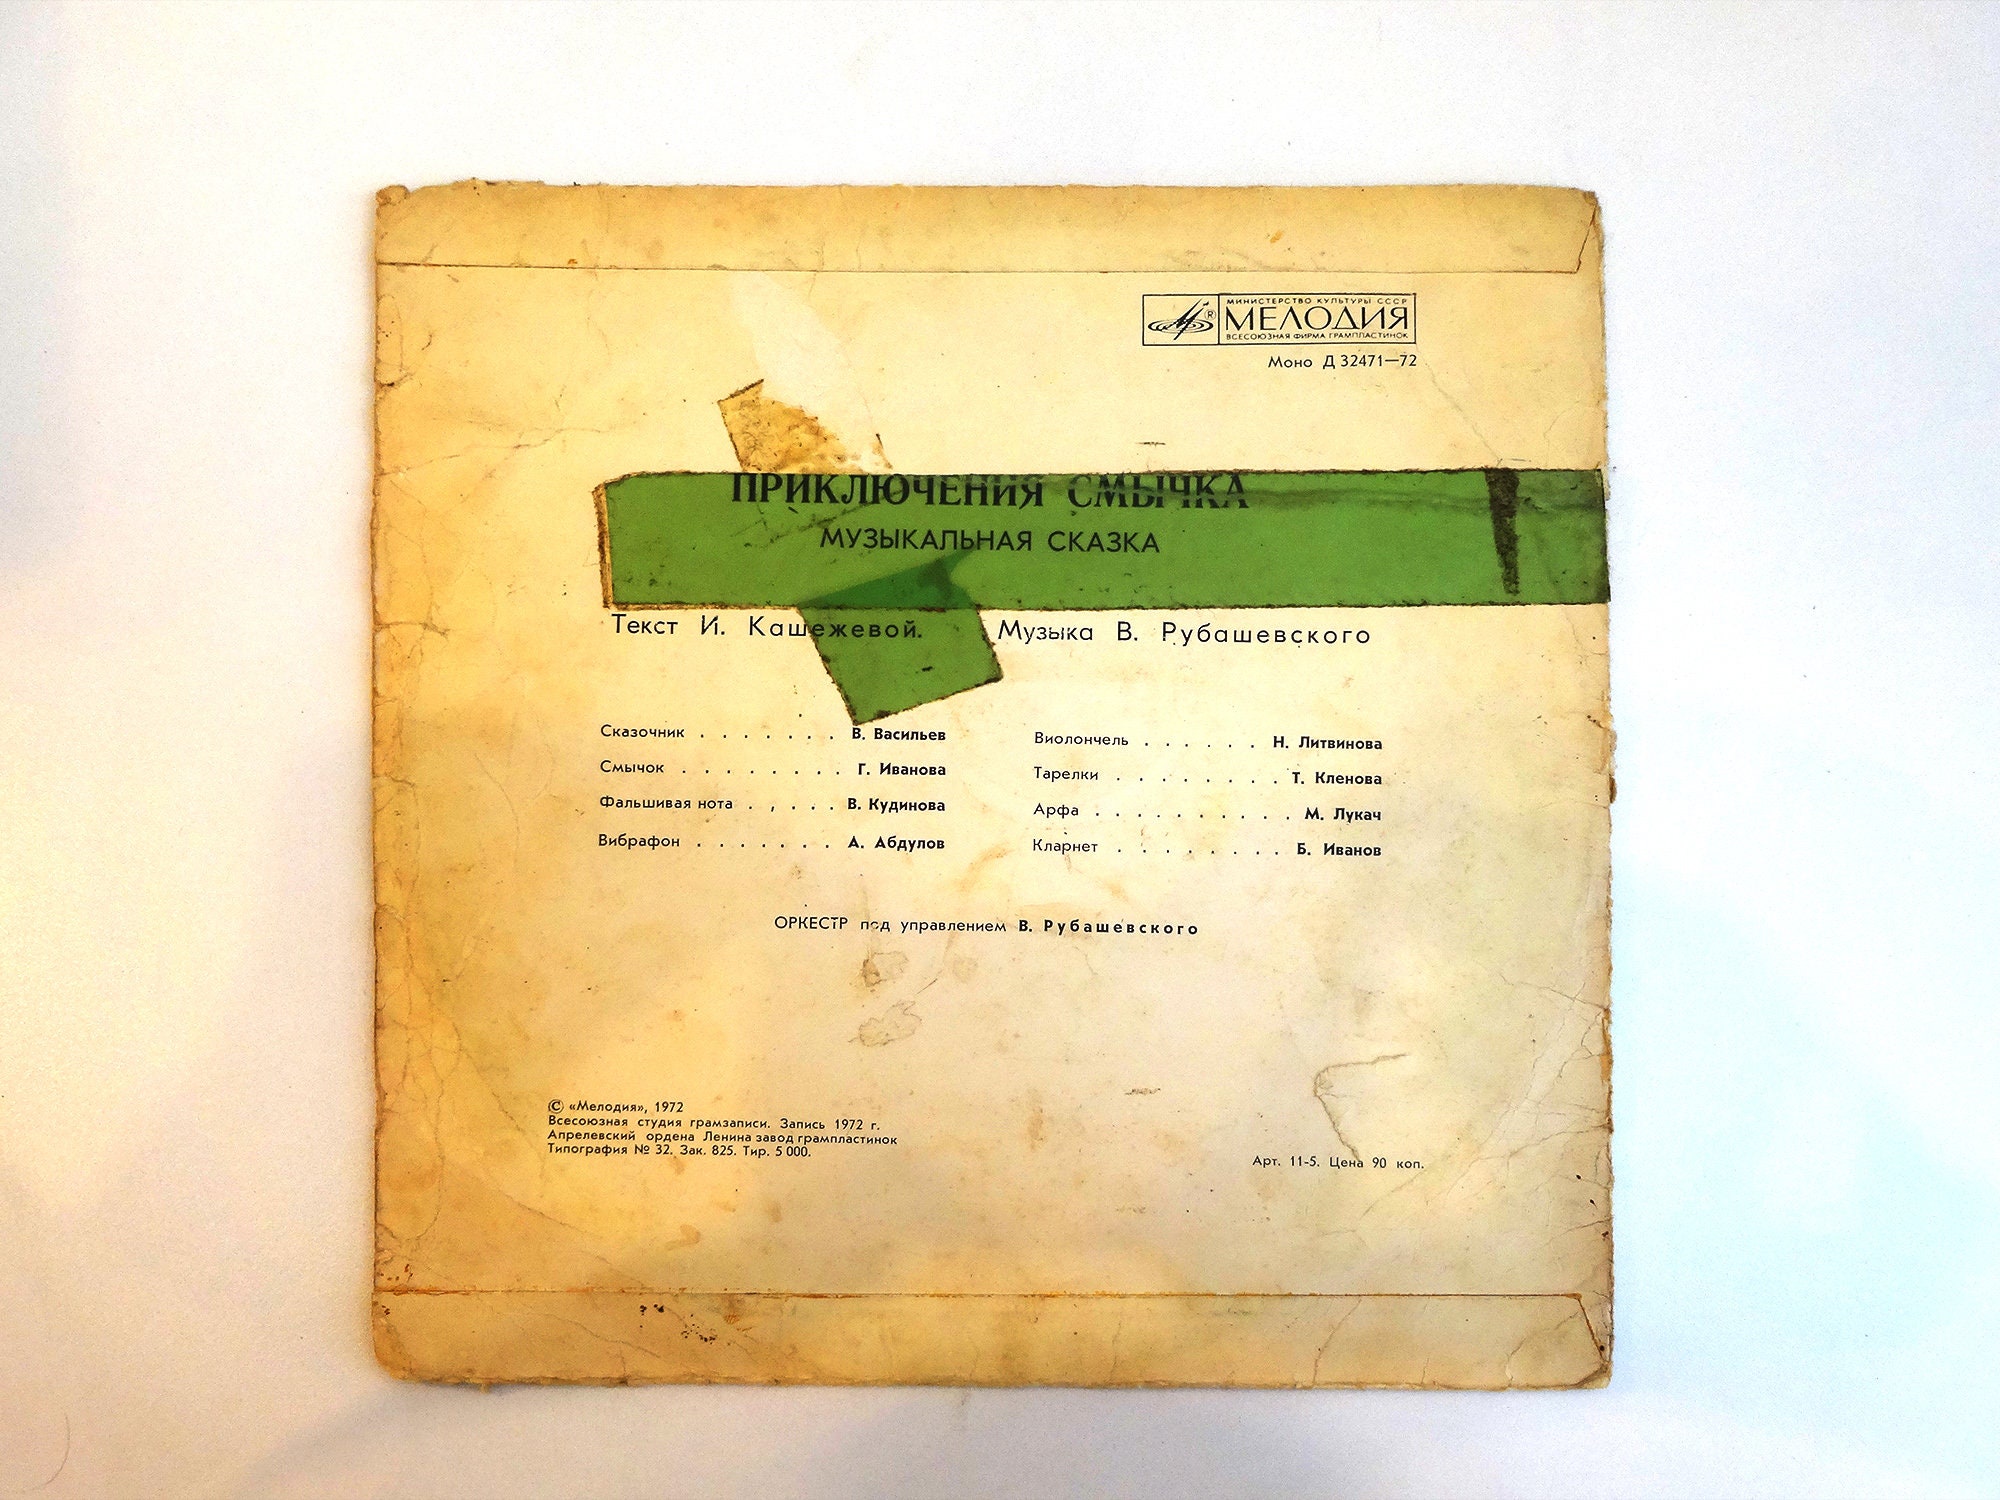 МИНИСТЕРСТВО КУЛЬТУРЫ СССР
МЕЛОДИЯ
ВСЕСОЮЗНАЯ ФИРМА ГРАМПЛАСТИНОК
®
Моно Д 32471—72
ПРИКЛЮЧЕНИЯ СМЫЧКА
МУЗЫКАЛЬНАЯ СКАЗКА
Текст И. Кашежевой. Музыка В. Рубашевского
Сказочник . . . . . . . В. Васильев
Смычок . . . . . . . . Г. Иванова
Фальшивая нота . , . . . В. Кудинова
Вибрафон . . . . . . . А. Абдулов
Виолончель . . . . . . Н. Литвинова
Тарелки . . . . . . . . Т. Кленова
Арфа . . . . . . . . . . М. Лукач
Кларнет . . . . . . . . Б. Иванов
ОРКЕСТР под управлением В. Рубашевского
© «Мелодия», 1972
Всесоюзная студия грамзаписи. Запись 1972 г.
Апрелевский ордена Ленина завод грампластинок
Типография № 32. Зак. 825. Тир. 5 000.
Арт. 11-5. Цена 90 коп.